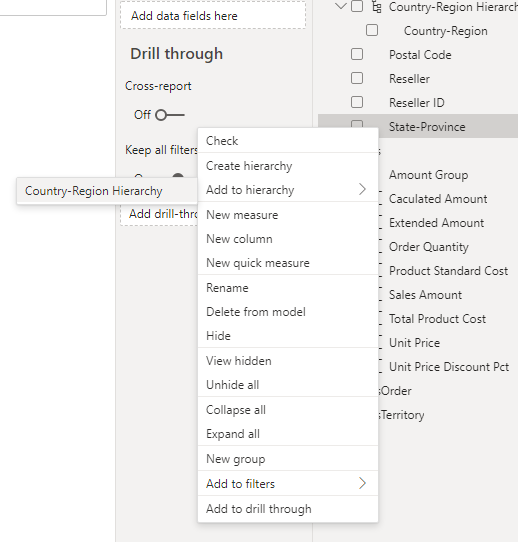 Add data fields here
Drill through
Cross-report
Off
Keep all filters
Add drill-thro
Country-Region Hierarchy
Check
Create hierarchy
Add to hierarchy
New measure
New column
New quick measure
Rename
Delete from model
Hide
View hidden
Unhide all
Collapse all
Expand all
New group
Add to filters
Add to drill through
Country-Region Hierarch
Country-Region
Postal Code
Reseller
Reseller ID
State-Province
s
Amount Group
Caculated Amount
Extended Amount
Order Quantity
Product Standard Cost
Sales Amount
Total Product Cost
Unit Price
Unit Price Discount Pct
sOrder
sTerritory